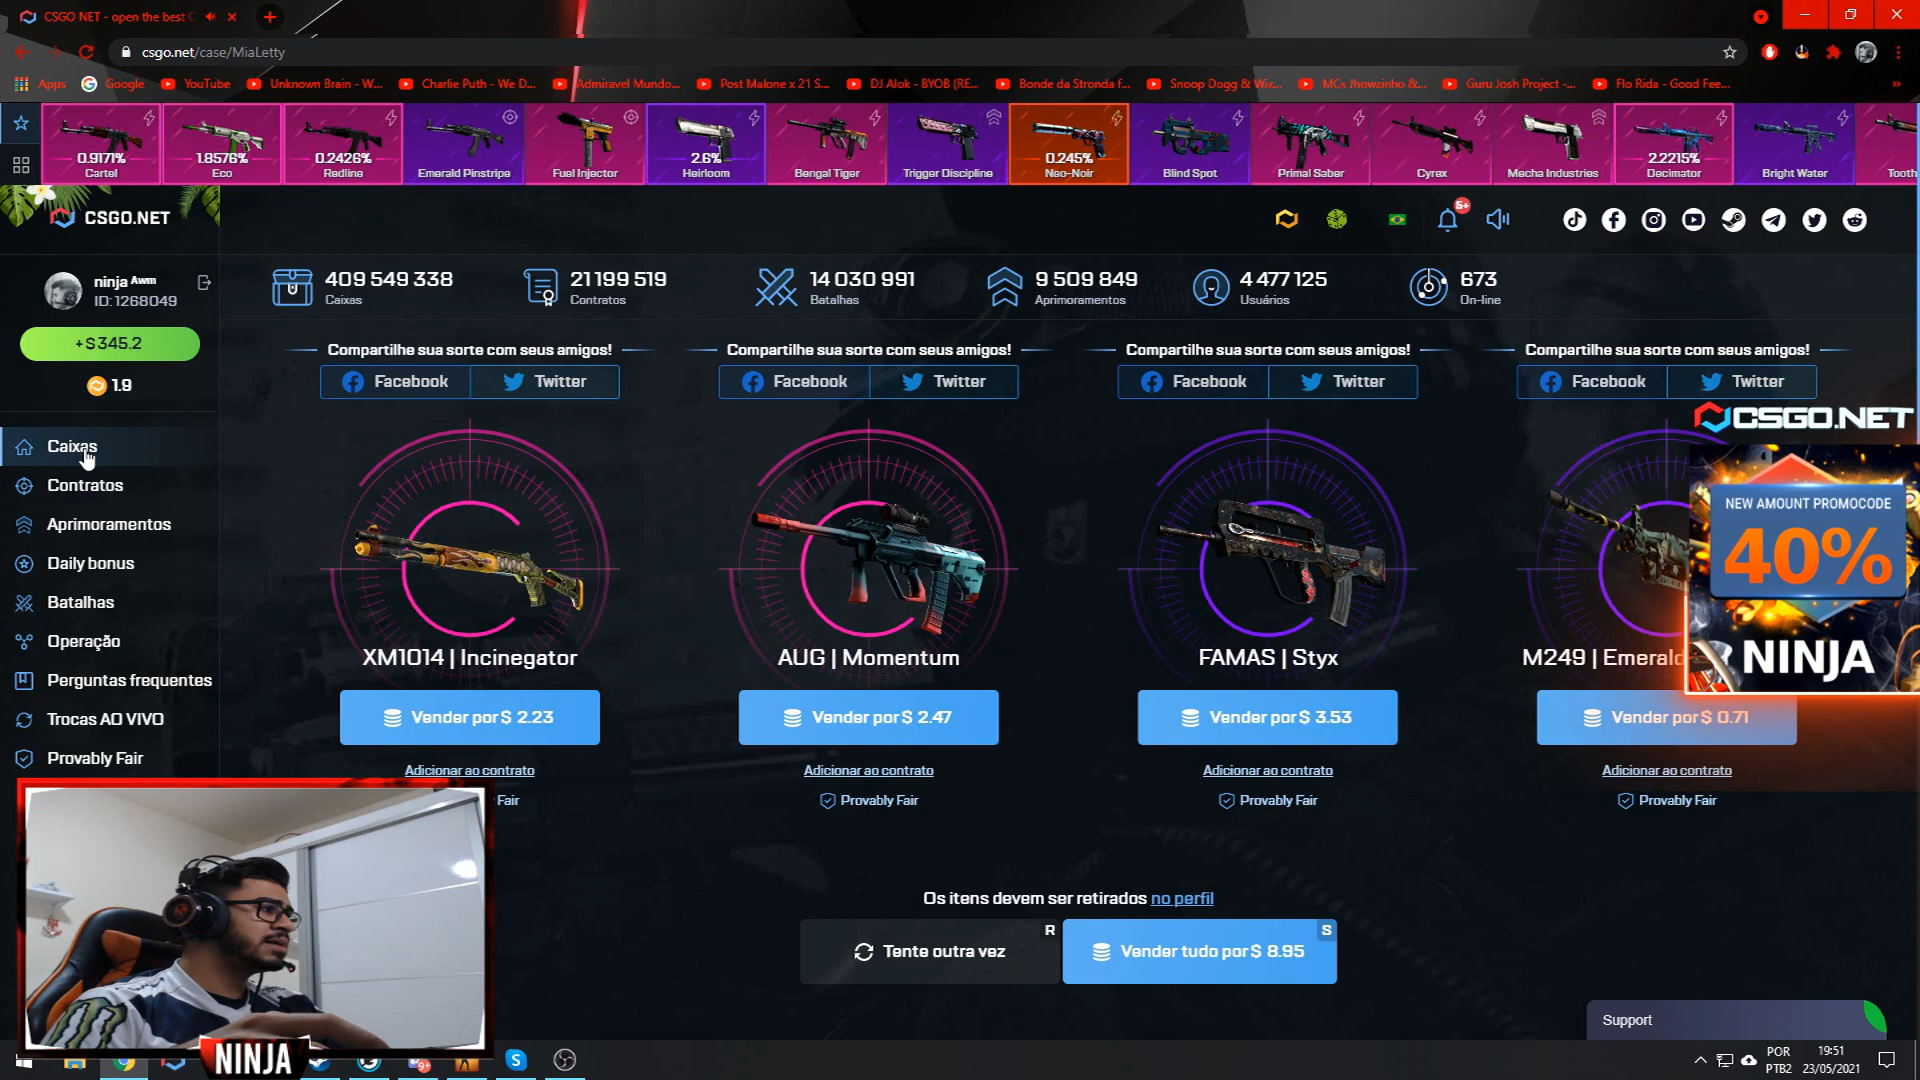 CSGO NET - open the best C
csgo.net/case/MiaLetty
Apps
Google
YouTube
Unknown Brain - W...
Charlie Puth - We D...
Admiravel Mundo...
Post Malone x 21 S...
DJ Alok - BYOB (RE...
Bonde da Stronda f...
Snoop Dogg & Wiz...
MCs Jhowzinho &...
Guru Josh Project -...
Flo Rida - Good Fee...
0.9171%
Cartel
1.8576%
Eco
0.2426%
Redline
Emerald Pinstripe
Fuel Injector
2.6%
Heirloom
Bengal Tiger
Trigger Discipline
0.245%
Neo-Noir
Blind Spot
Primal Saber
Cyrex
Mecha Industries
2.2215%
Decimator
Bright Water
Tooth
CSGO.NET
5+
ninja Awm
ID: 1268049
+$345.2
1.9
409 549 338
Caixas
21 199 519
Contratos
14 030 991
Batalhas
9 509 849
Aprimoramentos
4 477 125
Usuários
673
On-line
Caixas
Contratos
Aprimoramentos
Daily bonus
Batalhas
Operação
Perguntas frequentes
Trocas AO VIVO
Provably Fair
Compartilhe sua sorte com seus amigos!
Facebook
Twitter
XM1014 | Incinegator
Vender por $ 2.23
Adicionar ao contrato
Fair
Compartilhe sua sorte com seus amigos!
Facebook
Twitter
AUG | Momentum
Vender por $ 2.47
Adicionar ao contrato
Provably Fair
Compartilhe sua sorte com seus amigos!
Facebook
Twitter
FAMAS | Styx
Vender por $ 3.53
Adicionar ao contrato
Provably Fair
Compartilhe sua sorte com seus amigos!
Facebook
Twitter
M249 | Emerald
Vender por $ 0.71
Adicionar ao contrato
Provably Fair
CSGO.NET
NEW AMOUNT PROMOCODE
40%
NINJA
Os itens devem ser retirados no perfil
Tente outra vez
R
Vender tudo por $ 8.95
S
Support
NINJA
9+
POR
PTB2
19:51
23/05/2021